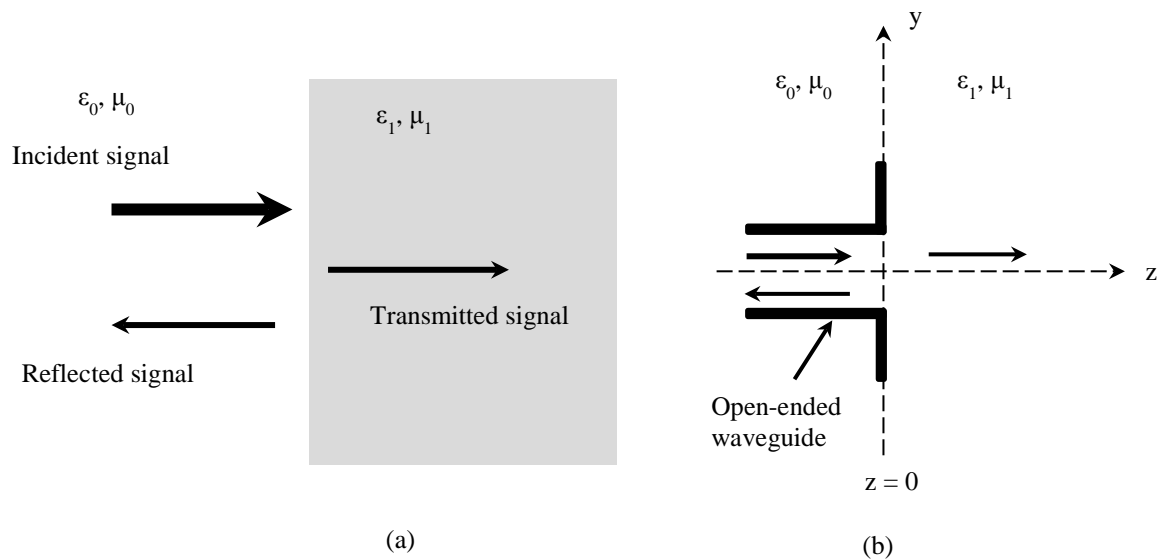 ε₀, μ₀
Incident signal
ε₁, μ₁
Transmitted signal
Reflected signal
(a)
y
ε₀, μ₀
ε₁, μ₁
z
Open-ended
waveguide
z = 0
(b)